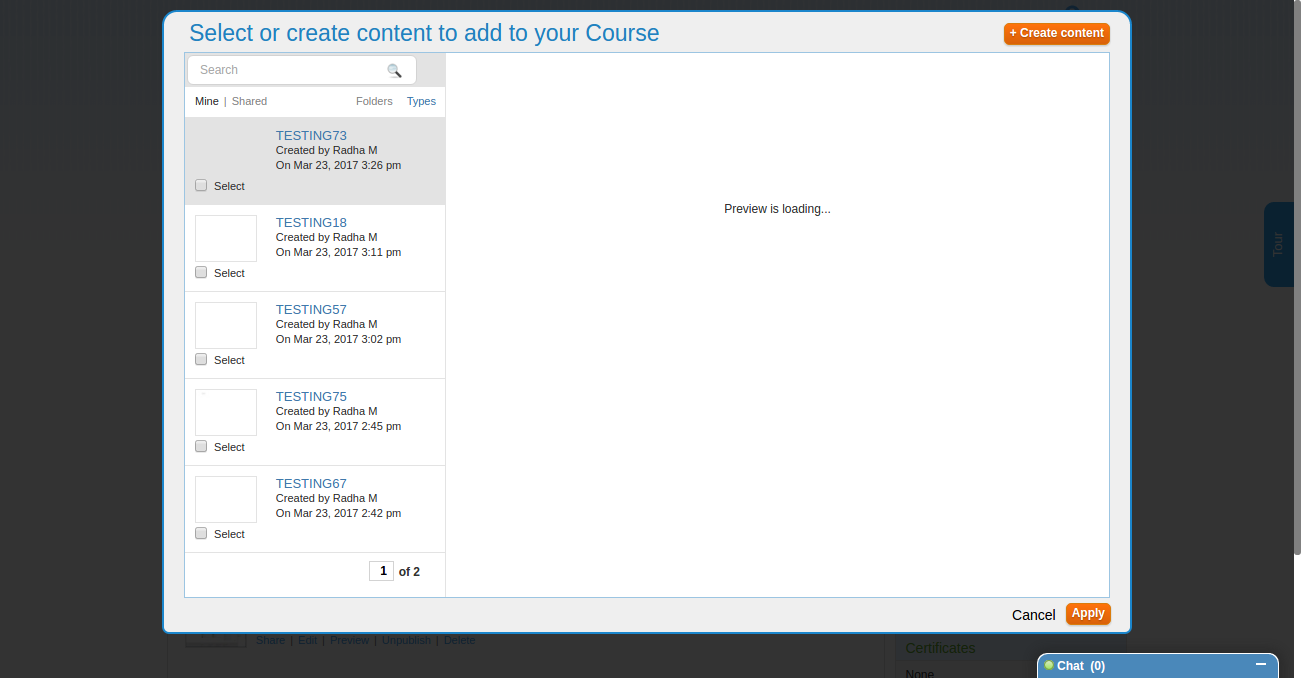 Select or create content to add to your Course
+ Create content
Search
Mine | Shared Folders Types
TESTING73
Created by Radha M
On Mar 23, 2017 3:26 pm
Select
TESTING18
Created by Radha M
On Mar 23, 2017 3:11 pm
Select
TESTING57
Created by Radha M
On Mar 23, 2017 3:02 pm
Select
TESTING75
Created by Radha M
On Mar 23, 2017 2:45 pm
Select
TESTING67
Created by Radha M
On Mar 23, 2017 2:42 pm
Select
1 of 2
Preview is loading...
Tour
Cancel Apply
Share | Edit | Preview | Unpublish | Delete
Certificates
None
Chat (0)